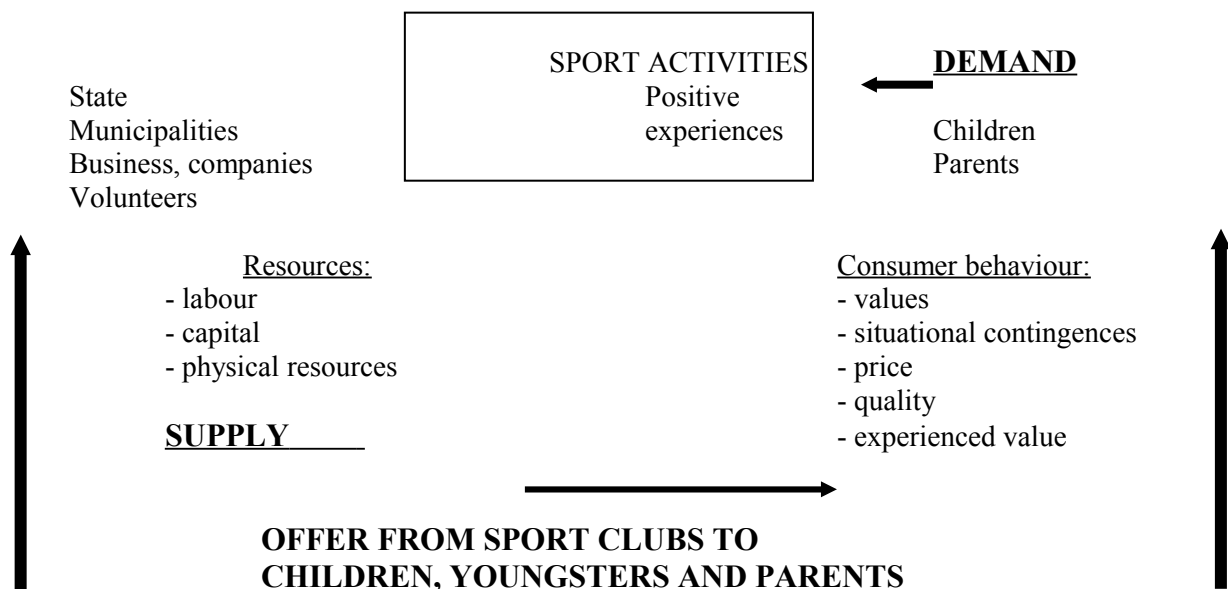 SPORT ACTIVITIES
Positive
experiences
DEMAND
Children
Parents
State
Municipalities
Business, companies
Volunteers
Resources:
- labour
- capital
- physical resources
SUPPLY
Consumer behaviour:
- values
- situational contingences
- price
- quality
- experienced value
OFFER FROM SPORT CLUBS TO
CHILDREN, YOUNGSTERS AND PARENTS